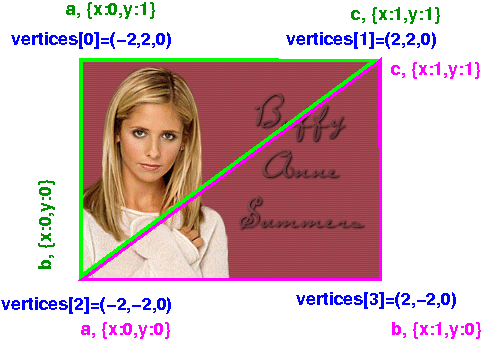 a, {x:0,y:1}
c, {x:1,y:1}
vertices[0]=(−2,2,0)
vertices[1]=(2,2,0)
c, {x:1,y:1}
Buffy
Anne
Summers
b, {x:0,y:0}
vertices[2]=(−2,−2,0)
vertices[3]=(2,−2,0)
a, {x:0,y:0}
b, {x:1,y:0}